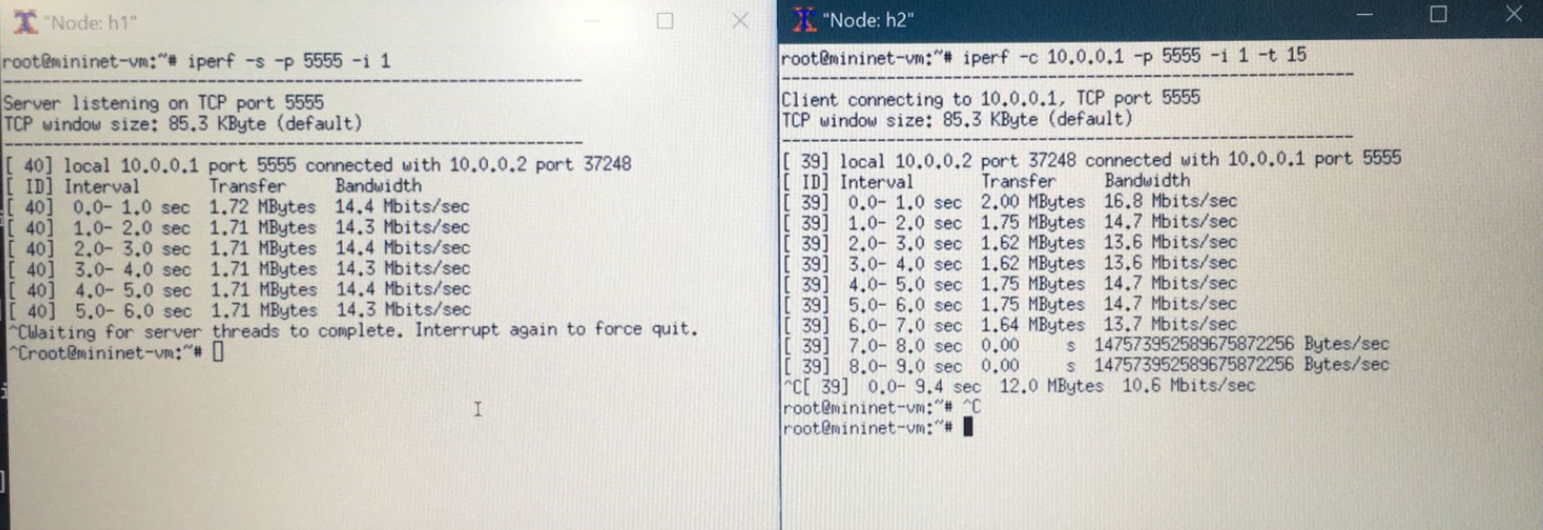 "Node: h1"
root@mininet-vm:~# iperf -s -p 5555 -i 1
------------------------------------------------------------
Server listening on TCP port 5555
TCP window size: 85.3 KByte (default)
------------------------------------------------------------
[ 40] local 10.0.0.1 port 5555 connected with 10.0.0.2 port 37248
[ ID] Interval       Transfer     Bandwidth
[ 40]  0.0- 1.0 sec  1.72 MBytes  14.4 Mbits/sec
[ 40]  1.0- 2.0 sec  1.71 MBytes  14.3 Mbits/sec
[ 40]  2.0- 3.0 sec  1.71 MBytes  14.4 Mbits/sec
[ 40]  3.0- 4.0 sec  1.71 MBytes  14.3 Mbits/sec
[ 40]  4.0- 5.0 sec  1.71 MBytes  14.4 Mbits/sec
[ 40]  5.0- 6.0 sec  1.71 MBytes  14.3 Mbits/sec
^CWaiting for server threads to complete. Interrupt again to force quit.
^Croot@mininet-vm:~#
"Node: h2"
root@mininet-vm:~# iperf -c 10.0.0.1 -p 5555 -i 1 -t 15
------------------------------------------------------------
Client connecting to 10.0.0.1, TCP port 5555
TCP window size: 85.3 KByte (default)
------------------------------------------------------------
[ 39] local 10.0.0.2 port 37248 connected with 10.0.0.1 port 5555
[ ID] Interval       Transfer     Bandwidth
[ 39]  0.0- 1.0 sec  2.00 MBytes  16.8 Mbits/sec
[ 39]  1.0- 2.0 sec  1.75 MBytes  14.7 Mbits/sec
[ 39]  2.0- 3.0 sec  1.62 MBytes  13.6 Mbits/sec
[ 39]  3.0- 4.0 sec  1.62 MBytes  13.6 Mbits/sec
[ 39]  4.0- 5.0 sec  1.75 MBytes  14.7 Mbits/sec
[ 39]  5.0- 6.0 sec  1.75 MBytes  14.7 Mbits/sec
[ 39]  6.0- 7.0 sec  1.64 MBytes  13.7 Mbits/sec
[ 39]  7.0- 8.0 sec  0.00      s  147573952589675872256 Bytes/sec
[ 39]  8.0- 9.0 sec  0.00      s  147573952589675872256 Bytes/sec
^C[ 39]  0.0- 9.4 sec  12.0 MBytes  10.6 Mbits/sec
root@mininet-vm:~# ^C
root@mininet-vm:~#